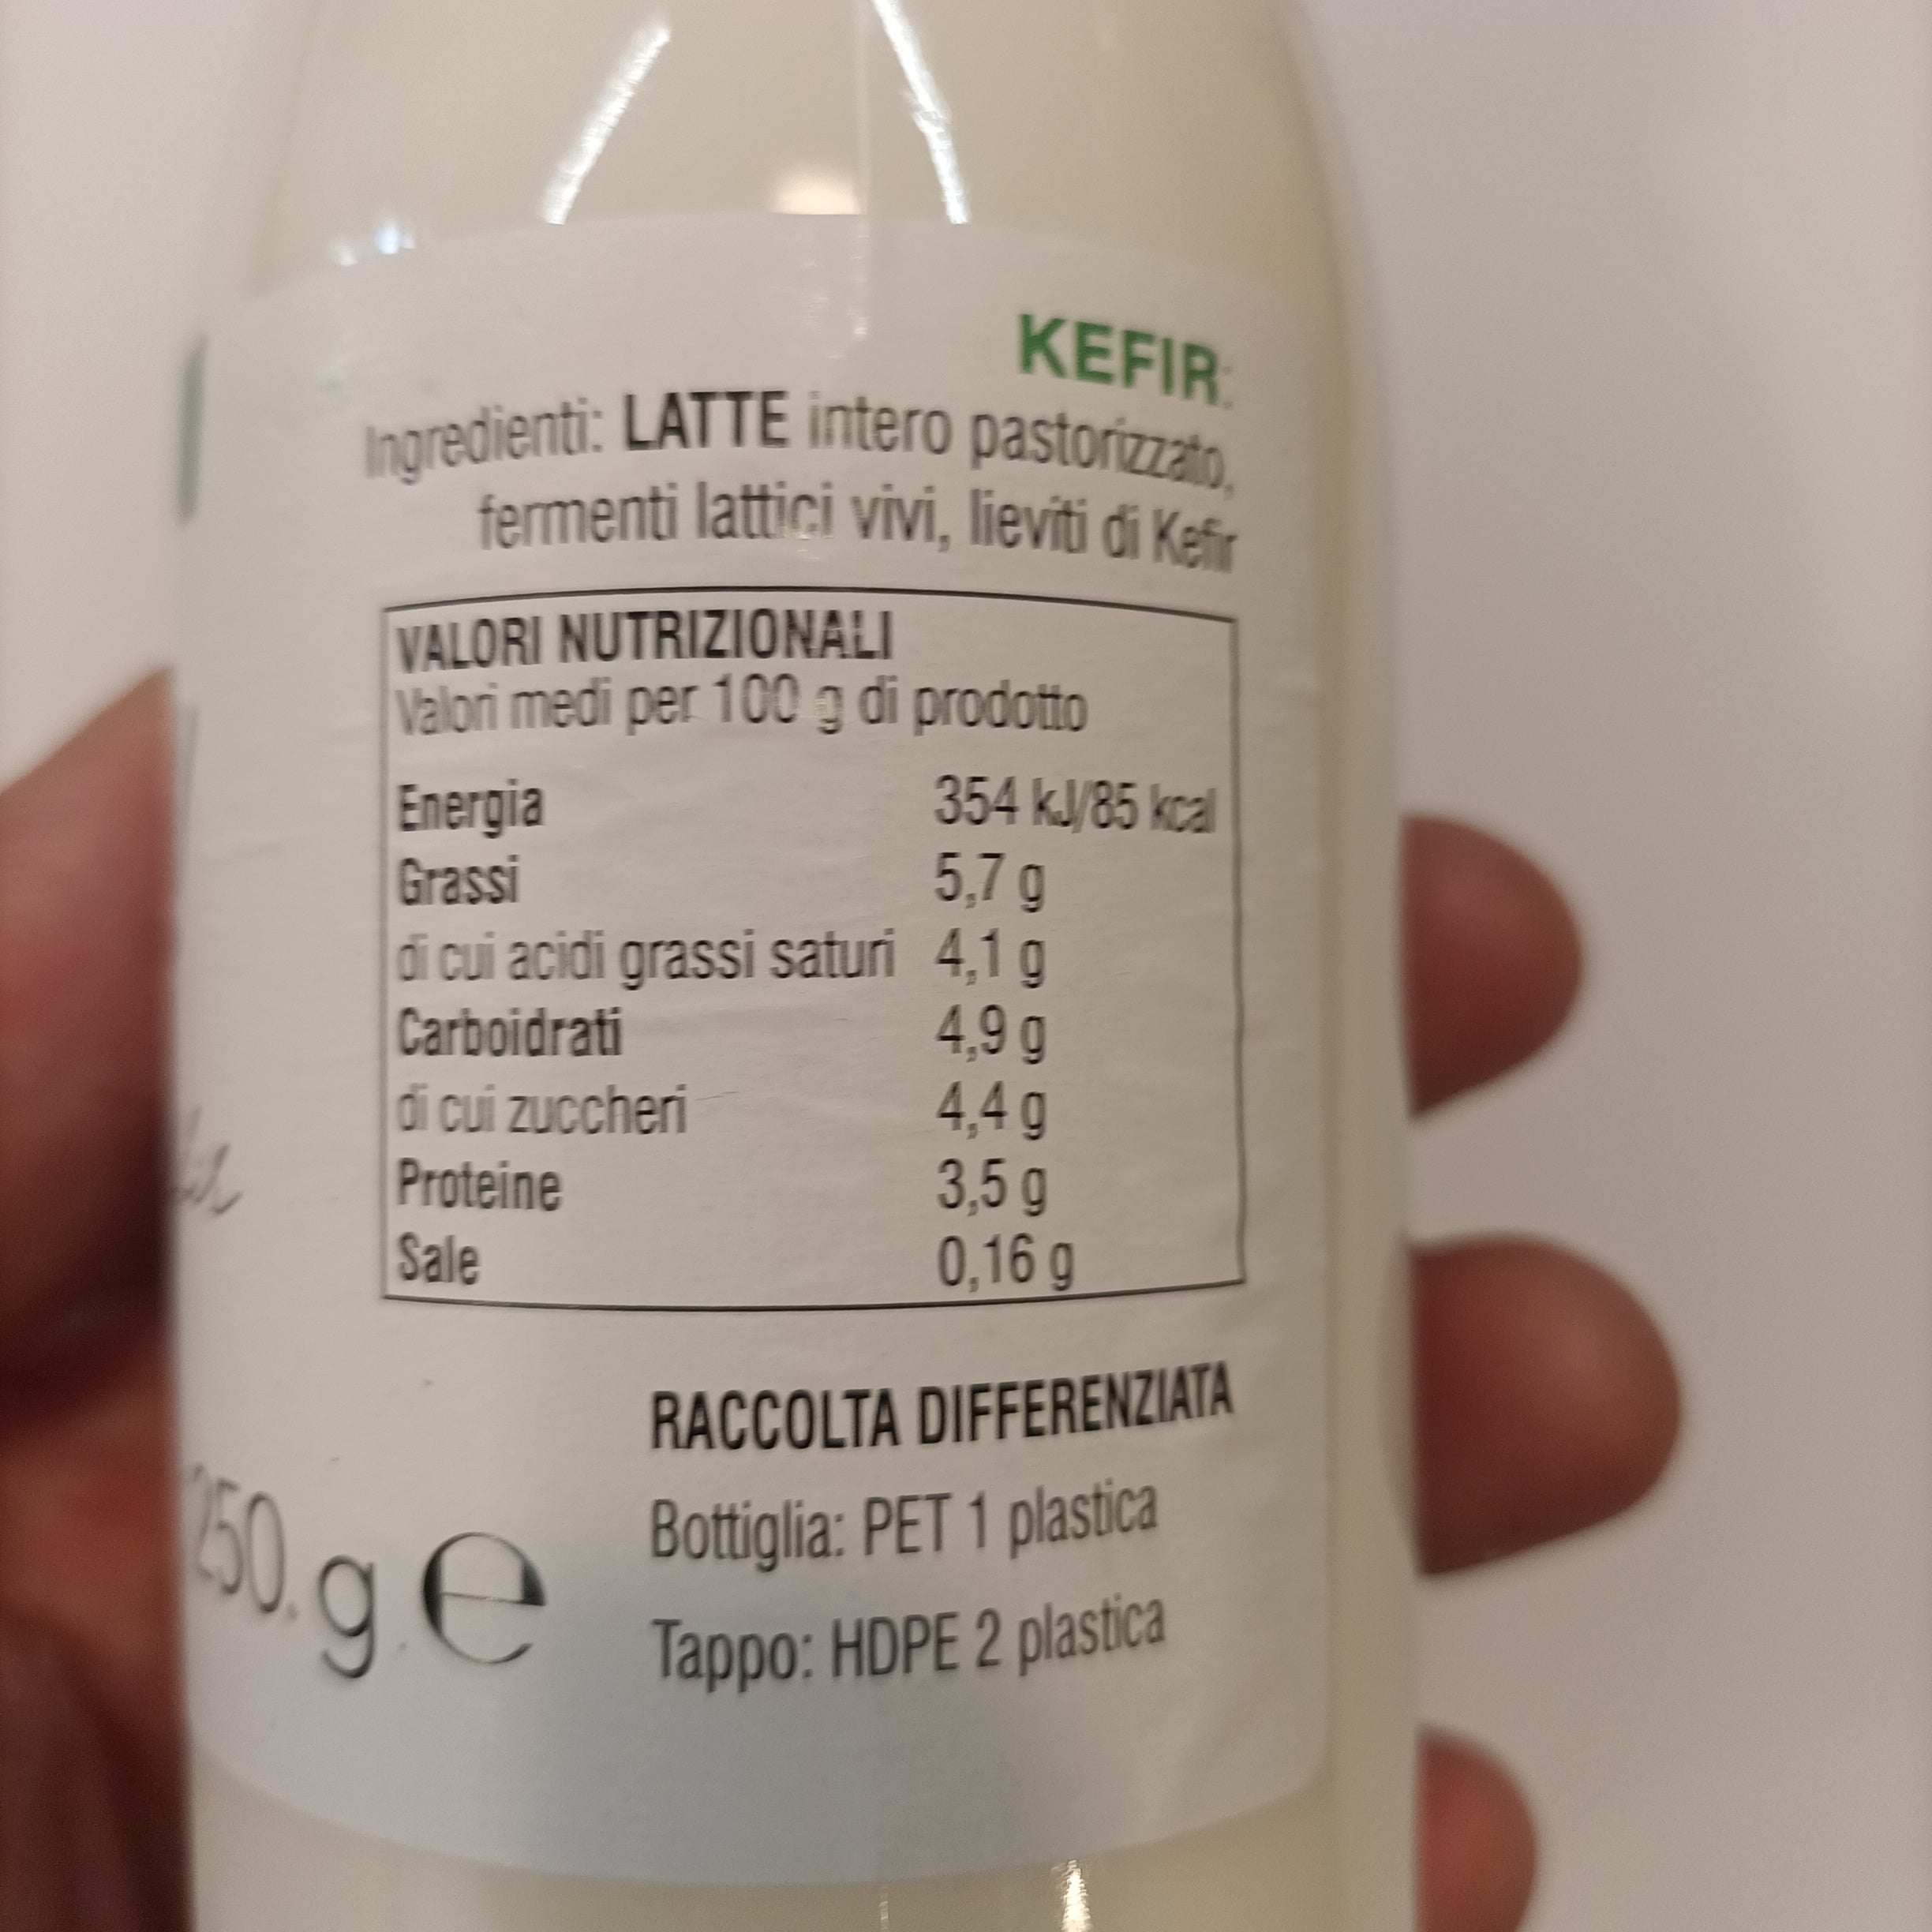 KEFIR:
Ingredienti: LATTE intero pastorizzato,
fermenti lattici vivi, lieviti di Kefir
VALORI NUTRIZIONALI
Valori medi per 100 g di prodotto
Energia 354 kJ/85 kcal
Grassi 5,7 g
di cui acidi grassi saturi 4,1 g
Carboidrati 4,9 g
di cui zuccheri 4,4 g
Proteine 3,5 g
Sale 0,16 g
RACCOLTA DIFFERENZIATA
Bottiglia: PET 1 plastica
Tappo: HDPE 2 plastica
250 g e